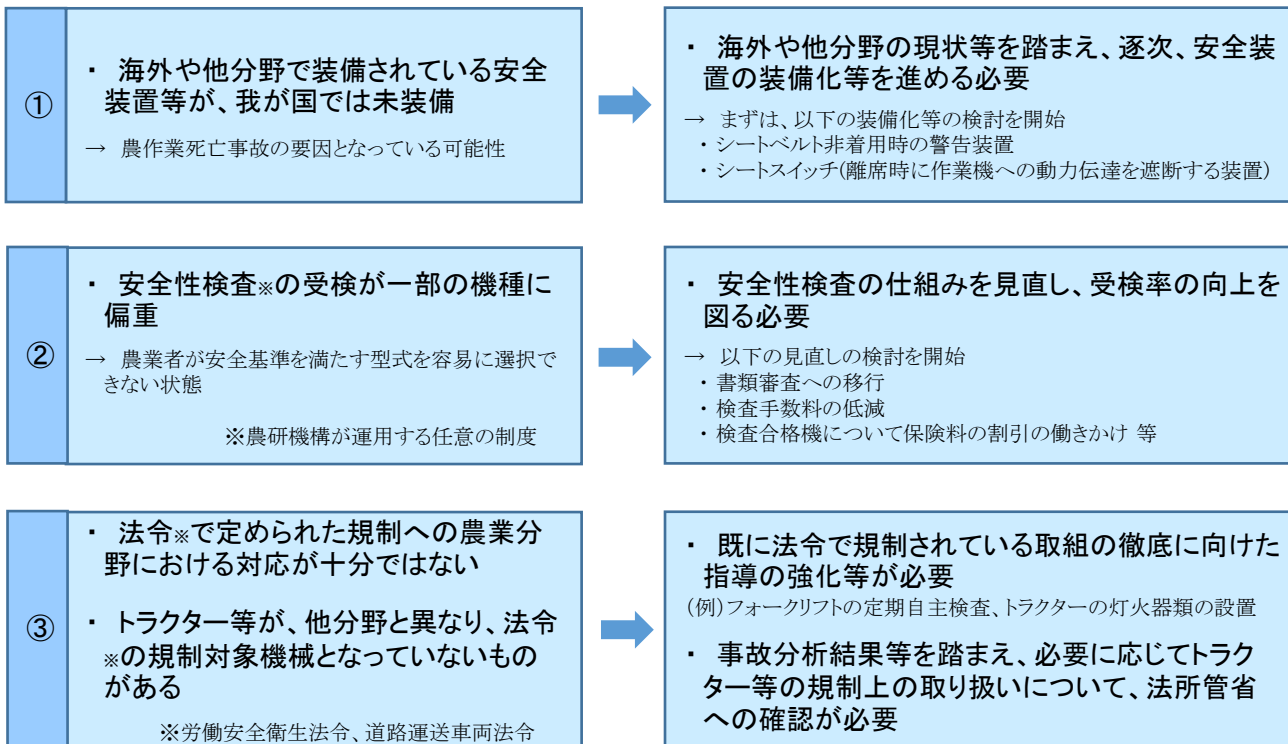 ①
・ 海外や他分野で装備されている安全
装置等が、我が国では未装備
→ 農作業死亡事故の要因となっている可能性
・ 海外や他分野の現状等を踏まえ、逐次、安全装
置の装備化等を進める必要
→ まずは、以下の装備化等の検討を開始
・シートベルト非着用時の警告装置
・シートスイッチ(離席時に作業機への動力伝達を遮断する装置)
②
・ 安全性検査※の受検が一部の機種に
偏重
→ 農業者が安全基準を満たす型式を容易に選択で
きない状態
※農研機構が運用する任意の制度
・ 安全性検査の仕組みを見直し、受検率の向上を
図る必要
→ 以下の見直しの検討を開始
・書類審査への移行
・検査手数料の低減
・検査合格機について保険料の割引の働きかけ 等
③
・ 法令※で定められた規制への農業分
野における対応が十分ではない
・ トラクター等が、他分野と異なり、法令
※の規制対象機械となっていないもの
がある
※労働安全衛生法令、道路運送車両法令
・ 既に法令で規制されている取組の徹底に向けた
指導の強化等が必要
(例)フォークリフトの定期自主検査、トラクターの灯火器類の設置
・ 事故分析結果等を踏まえ、必要に応じてトラク
ター等の規制上の取り扱いについて、法所管省
への確認が必要